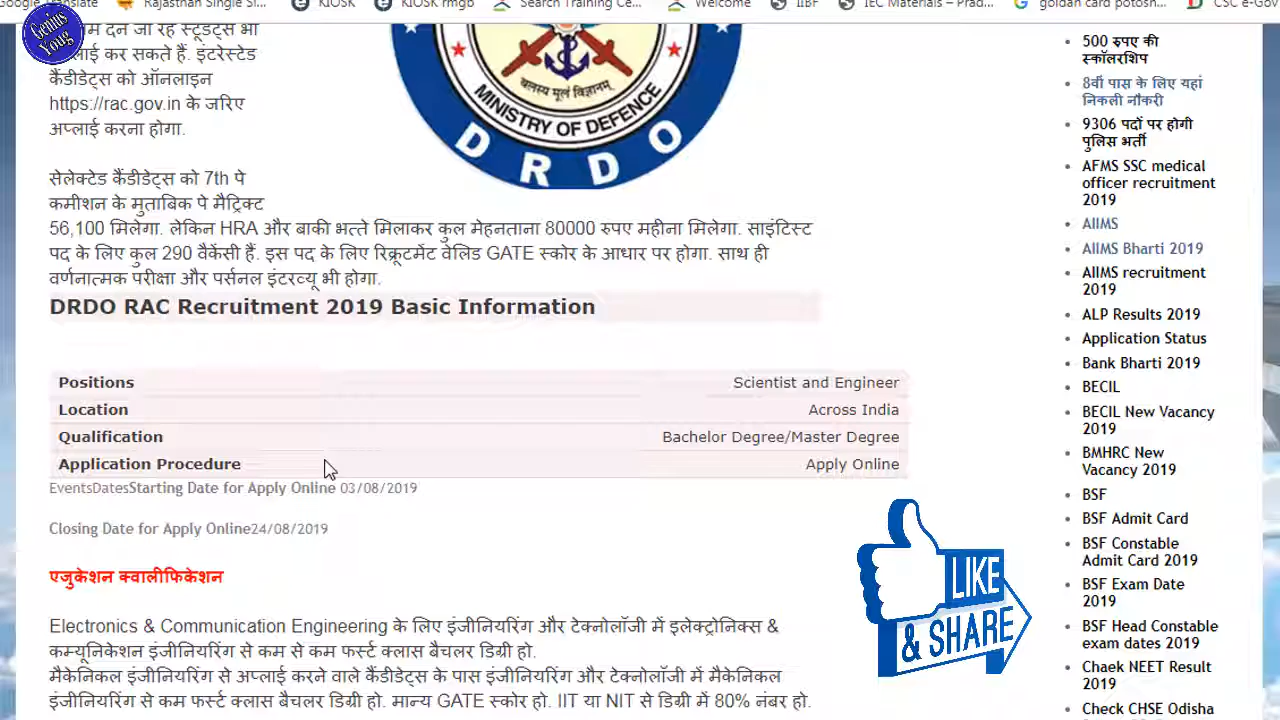 Translate
Rajasthan Single Si...
KIOSK
KIOSK rmgb
Search Training Ce...
Welcome
IIBF
IEC Materials – Prad...
goldan card potosh...
CSC e-Gov
Genius
Young
दन जा रह स्टूडट्स भी
कर सकते हैं. इंटरेस्टेड
कैंडीडेट्स को ऑनलाइन
https://rac.gov.in के जरिए
अप्लाई करना होगा.
सेलेक्टेड कैंडीडेट्स को 7th पे
कमीशन के मुताबिक पे मैट्रिक्ट
56,100 मिलेगा. लेकिन HRA और बाकी भत्ते मिलाकर कुल मेहनताना 80000 रुपए महीना मिलेगा. साइंटिस्ट
पद के लिए कुल 290 वैकेंसी हैं. इस पद के लिए रिक्रूटमेंट वेलिड GATE स्कोर के आधार पर होगा. साथ ही
वर्णनात्मक परीक्षा और पर्सनल इंटरव्यू भी होगा.
बलस्य मूलं विज्ञानम्
MINISTRY OF DEFENCE
DRDO
DRDO RAC Recruitment 2019 Basic Information
Positions Scientist and Engineer
Location Across India
Qualification Bachelor Degree/Master Degree
Application Procedure Apply Online
EventsDatesStarting Date for Apply Online 03/08/2019
Closing Date for Apply Online24/08/2019
एजुकेशन क्वालीफिकेशन
Electronics & Communication Engineering के लिए इंजीनियरिंग और टेक्नोलॉजी में इलेक्ट्रोनिक्स &
कम्यूनिकेशन इंजीनियरिंग से कम से कम फर्स्ट क्लास बैचलर डिग्री हो.
मैकेनिकल इंजीनियरिंग से अप्लाई करने वाले कैंडीडेट्स के पास इंजीनियरिंग और टेक्नोलॉजी में मैकेनिकल
इंजीनियरिंग से कम फर्स्ट क्लास बैचलर डिग्री हो. मान्य GATE स्कोर हो. IIT या NIT से डिग्री में 80% नंबर हो.
LIKE
& SHARE
500 रुपए की
स्कॉलरशिप
8वीं पास के लिए यहां
निकली नौकरी
9306 पदों पर होगी
पुलिस भर्ती
AFMS SSC medical
officer recruitment
2019
AIIMS
AIIMS Bharti 2019
AIIMS recruitment
2019
ALP Results 2019
Application Status
Bank Bharti 2019
BECIL
BECIL New Vacancy
2019
BMHRC New
Vacancy 2019
BSF
BSF Admit Card
BSF Constable
Admit Card 2019
BSF Exam Date
2019
BSF Head Constable
exam dates 2019
Chaek NEET Result
2019
Check CHSE Odisha